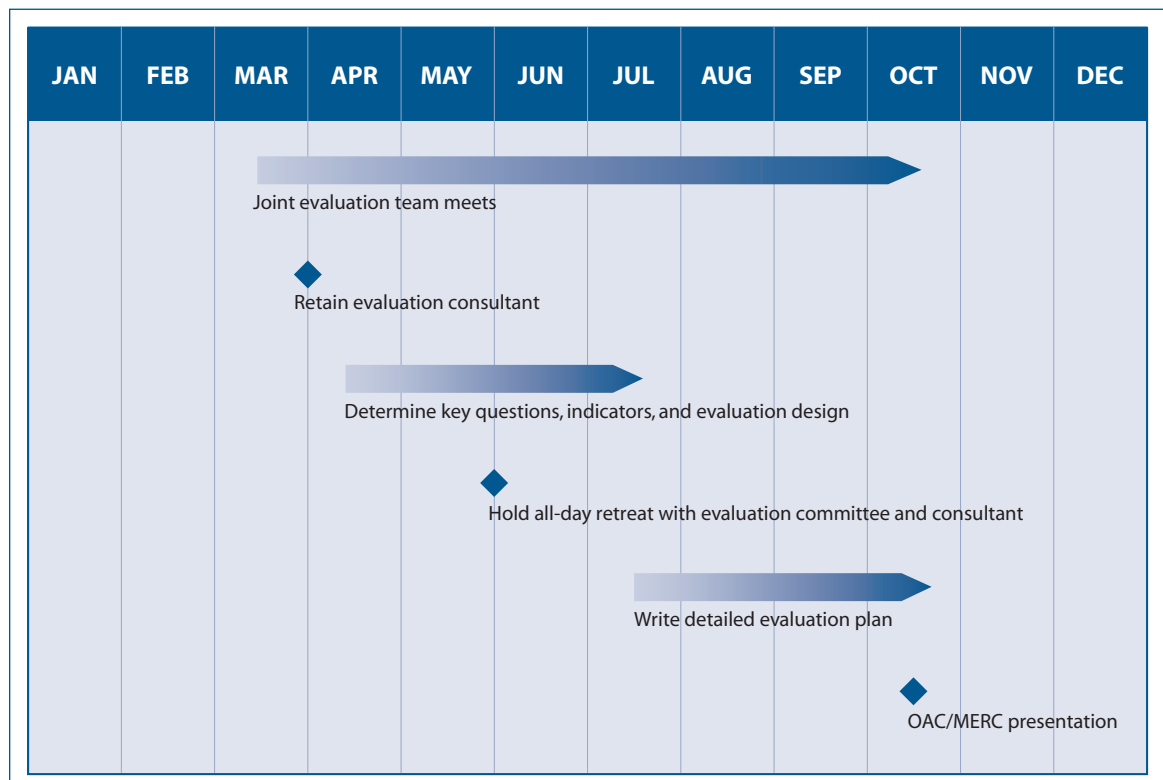 JAN FEB MAR APR MAY JUN JUL AUG SEP OCT NOV DEC
Joint evaluation team meets
Retain evaluation consultant
Determine key questions, indicators, and evaluation design
Hold all-day retreat with evaluation committee and consultant
Write detailed evaluation plan
OAC/MERC presentation